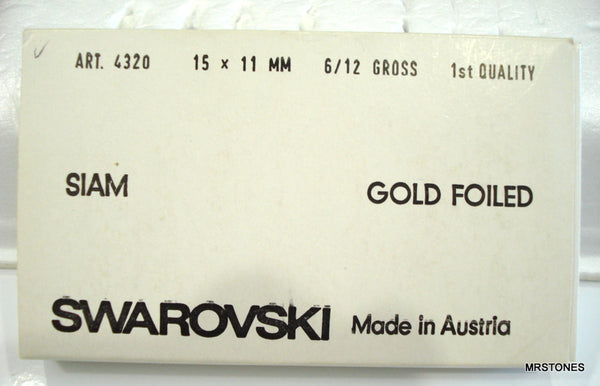 ART. 4320 15 x 11 MM 6/12 GROSS 1st QUALITY
SIAM GOLD FOILED
SWAROVSKI Made in Austria
MRSTONES